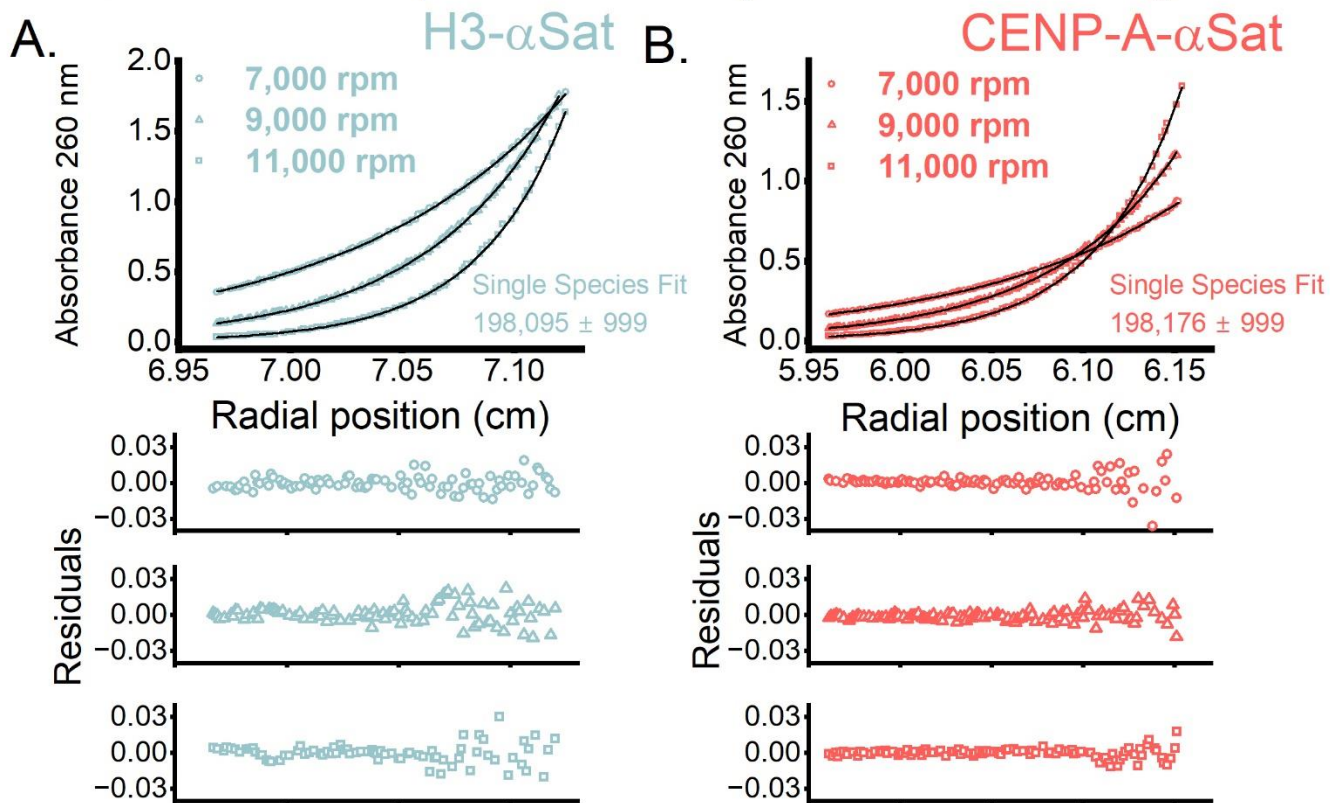 A.
H3-αSat
7,000 rpm
9,000 rpm
11,000 rpm
Absorbance 260 nm
2.0
1.5
1.0
0.5
0.0
Single Species Fit
198,095 ± 999
6.95
7.00
7.05
7.10
Radial position (cm)
Residuals
0.03
0.00
−0.03
0.03
0.00
−0.03
0.03
0.00
−0.03
B.
CENP-A-αSat
7,000 rpm
9,000 rpm
11,000 rpm
Absorbance 260 nm
1.5
1.0
0.5
0.0
Single Species Fit
198,176 ± 999
5.95
6.00
6.05
6.10
6.15
Radial position (cm)
Residuals
0.03
0.00
−0.03
0.03
0.00
−0.03
0.03
0.00
−0.03